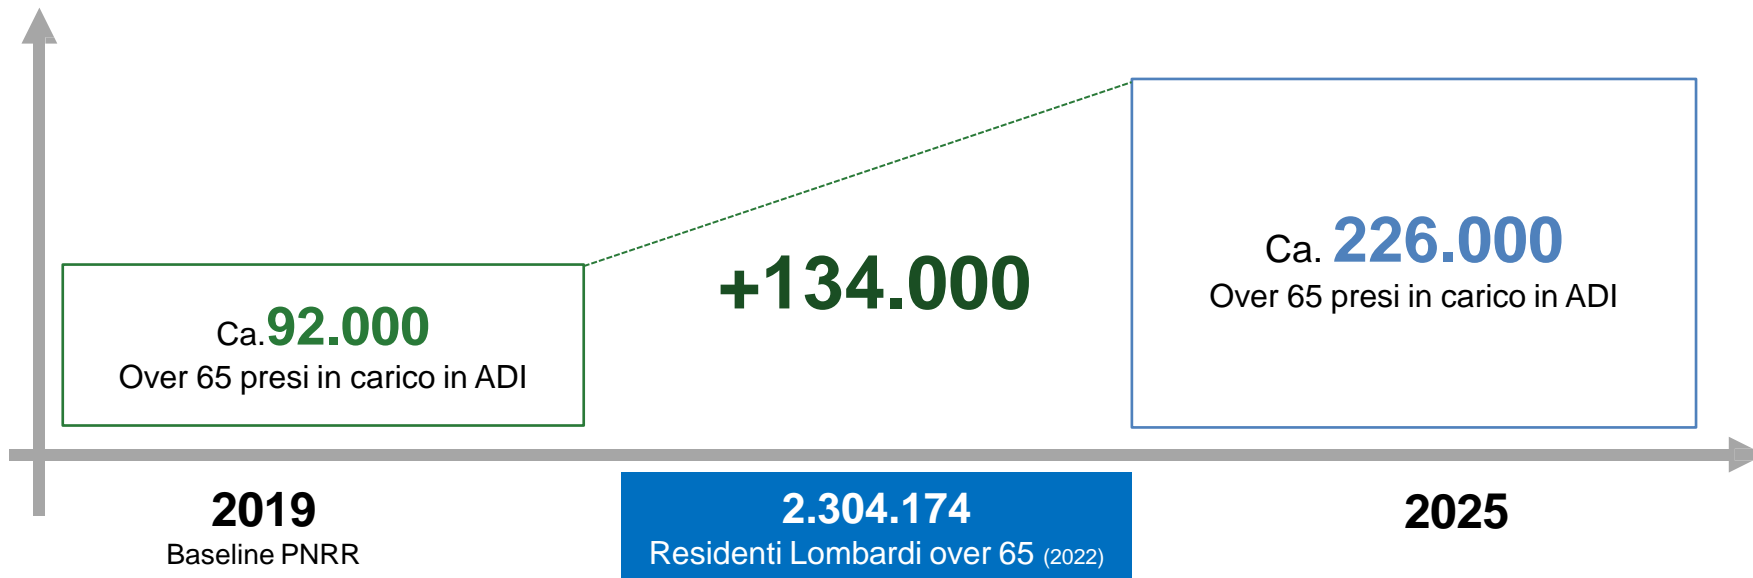 Ca.92.000
Over 65 presi in carico in ADI
+134.000
Ca. 226.000
Over 65 presi in carico in ADI
2019
Baseline PNRR
2.304.174
Residenti Lombardi over 65 (2022)
2025